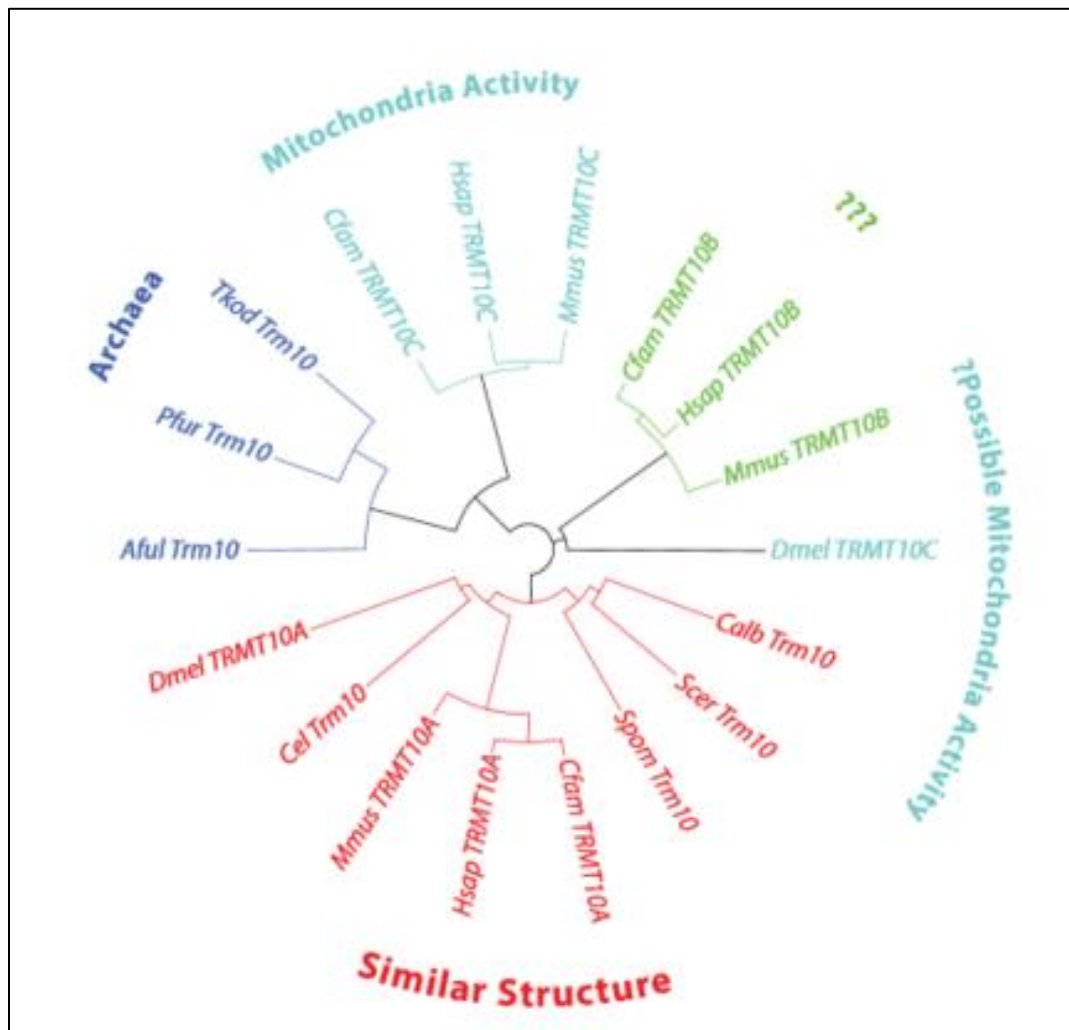 Mitochondria Activity
Cfam TRMT10C
Hsap TRMT10C
Mmus TRMT10C
???
Cfam TRMT10B
Hsap TRMT10B
Mmus TRMT10B
?Possible Mitochondria Activity
Dmel TRMT10C
Archaea
Tkod Trm10
Pfur Trm10
Aful Trm10
Dmel TRMT10A
Cel Trm10
Mmus TRMT10A
Hsap TRMT10A
Cfam TRMT10A
Spom Trm10
Scer Trm10
Calb Trm10
Similar Structure